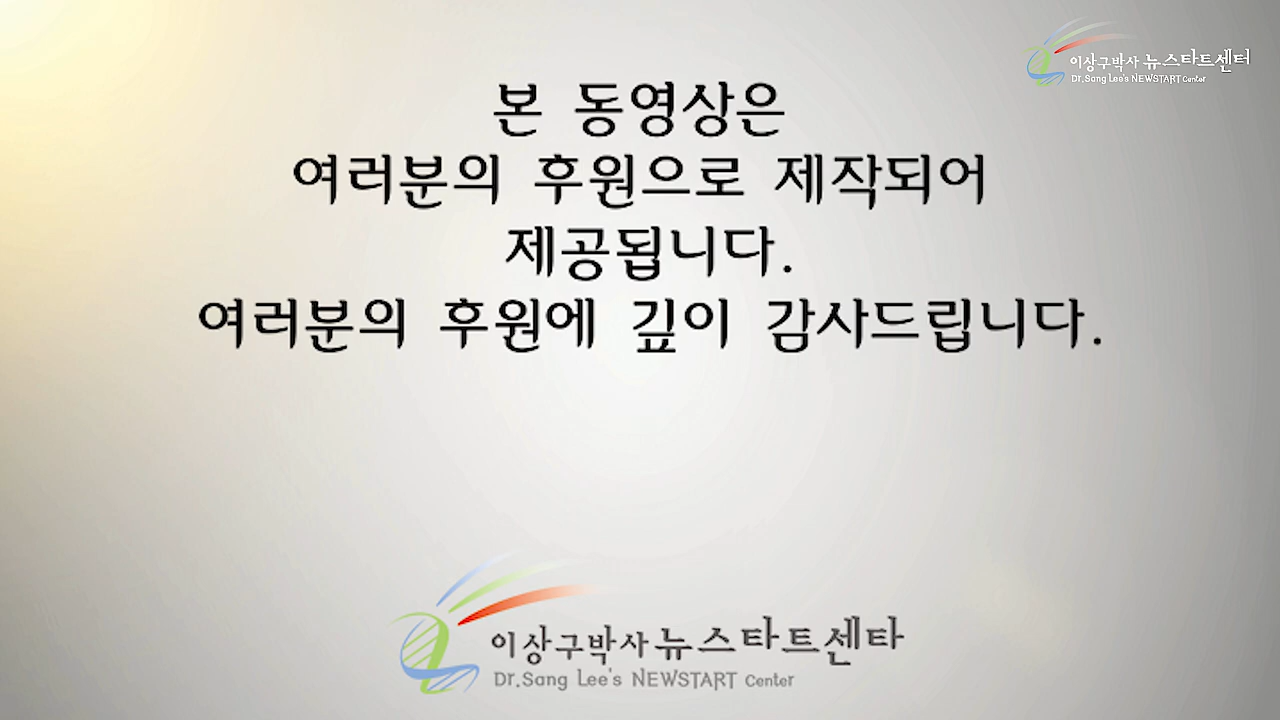 이상구박사 뉴스타트센터
Dr.Sang Lee's NEWSTART Center
본 동영상은
여러분의 후원으로 제작되어
제공됩니다.
여러분의 후원에 깊이 감사드립니다.
이상구박사 뉴스타트센타
Dr.Sang Lee's NEWSTART Center